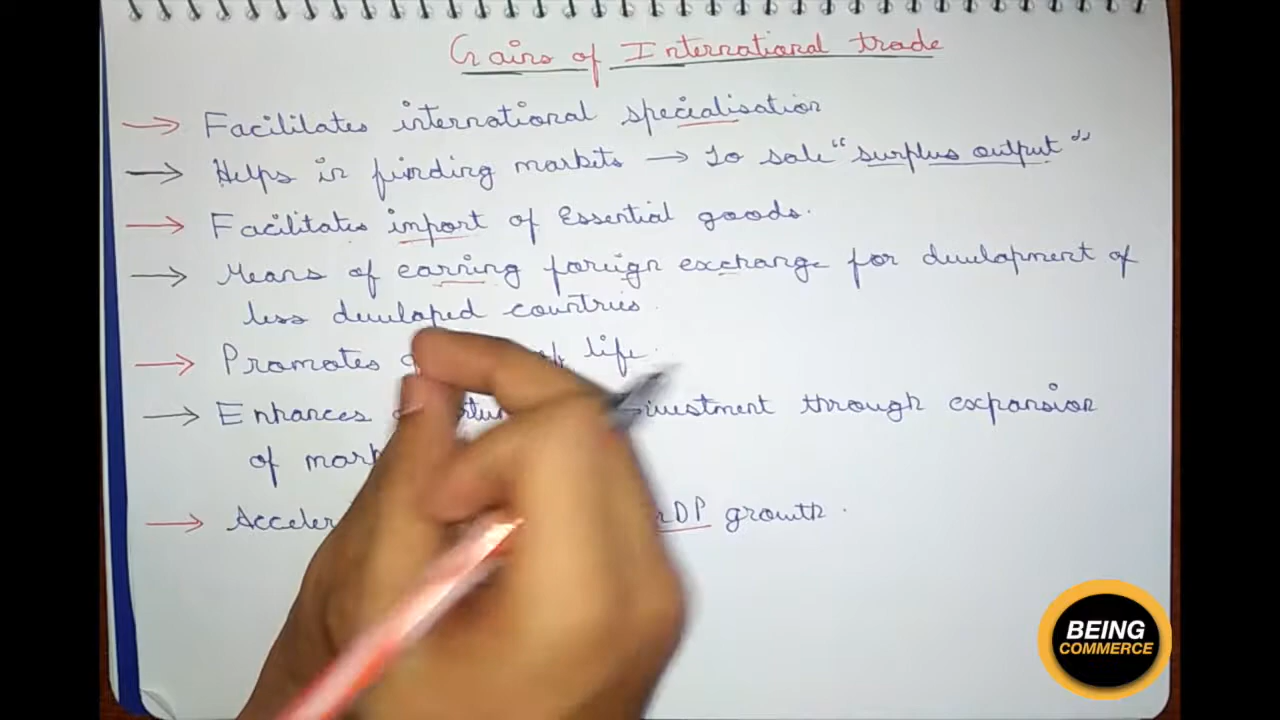 Gains of International trade
→ Facilitates international specialisation
→ Helps in finding markets → To sale "surplus output"
→ Facilitates import of Essential goods.
→ Means of earning foreign exchange for development of
less developed countries.
→ Promotes of life.
→ Enhances investment through expansion
of
→ GDP growth.
BEING
COMMERCE